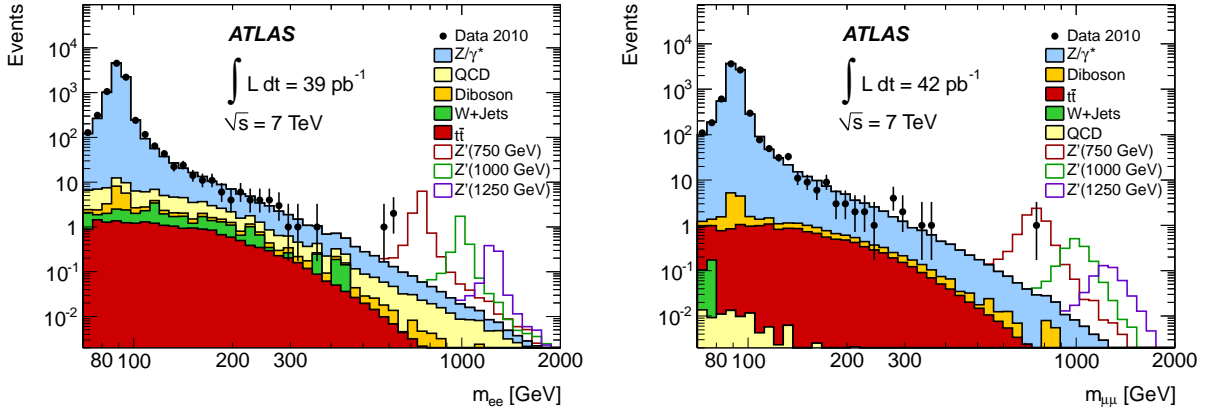 Events
ATLAS
∫ L dt = 39 pb⁻¹
√s = 7 TeV
Data 2010
Z/γ*
QCD
Diboson
W+Jets
tt̄
Z'(750 GeV)
Z'(1000 GeV)
Z'(1250 GeV)
10⁴
10³
10²
10
1
10⁻¹
10⁻²
80 100 200 300 1000 2000
m_ee [GeV]
Events
ATLAS
∫ L dt = 42 pb⁻¹
√s = 7 TeV
Data 2010
Z/γ*
Diboson
tt̄
W+Jets
QCD
Z'(750 GeV)
Z'(1000 GeV)
Z'(1250 GeV)
10⁴
10³
10²
10
1
10⁻¹
10⁻²
80 100 200 300 1000 2000
m_μμ [GeV]